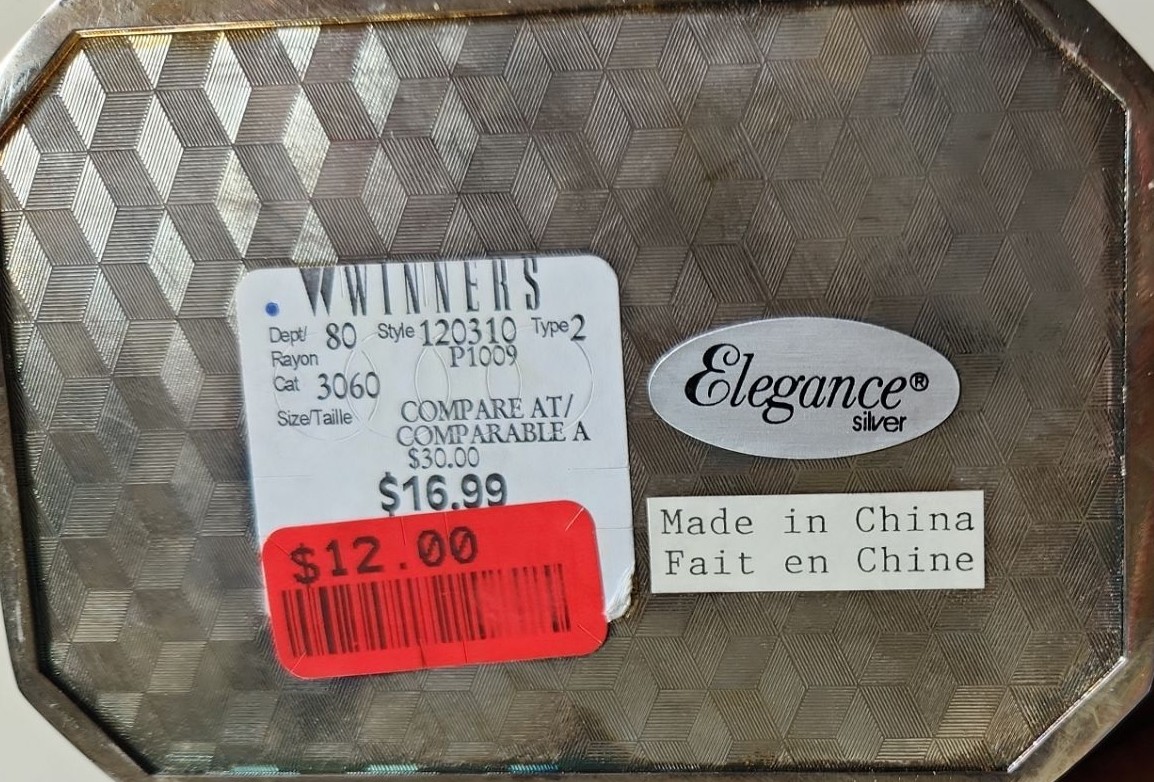 WINNERS
Dept/ 80 Style 120310 Type 2
Rayon P1009
Cat 3060
Size/Taille
COMPARE AT/
COMPARABLE A
$30.00
$16.99
$12.00
Elegance®
silver
Made in China
Fait en Chine